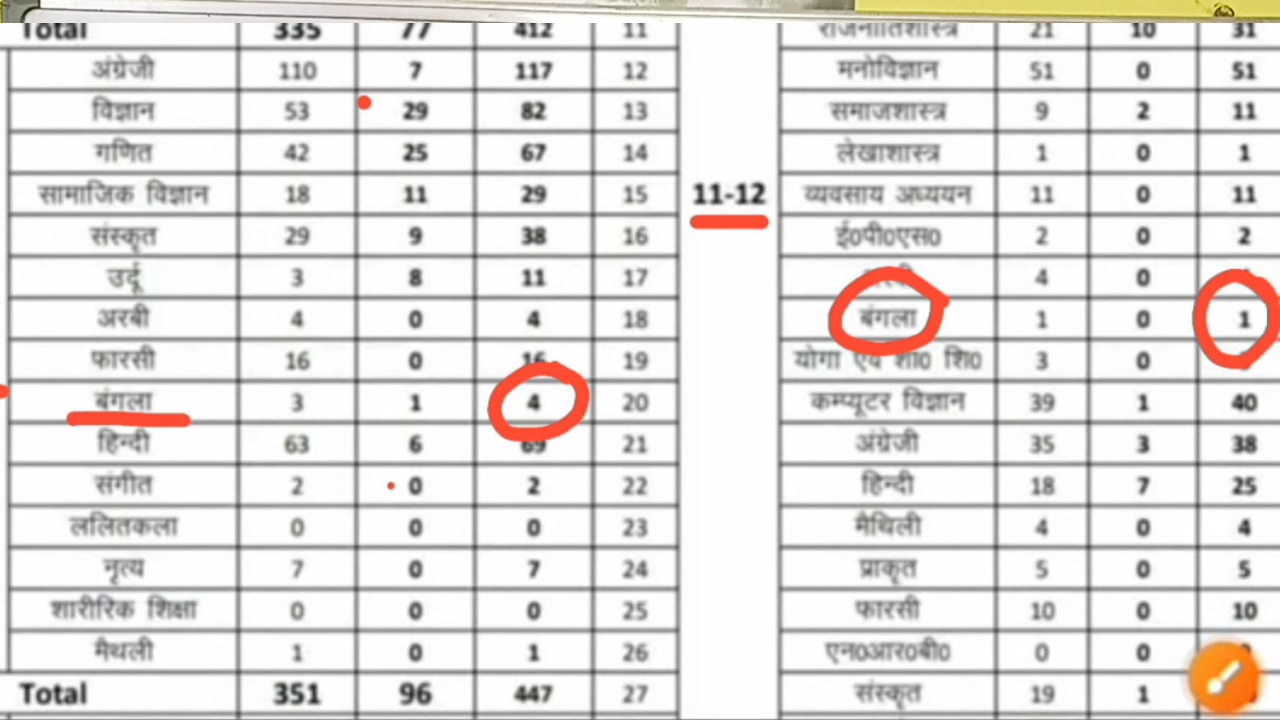 Total 335 77 412 11 राजनीतिशास्त्र 21 10 31
अंग्रेजी 110 7 117 12 मनोविज्ञान 51 0 51
विज्ञान 53 29 82 13 समाजशास्त्र 9 2 11
गणित 42 25 67 14 लेखाशास्त्र 1 0 1
सामाजिक विज्ञान 18 11 29 15 11-12 व्यवसाय अध्ययन 11 0 11
संस्कृत 29 9 38 16 ई0पी0एस0 2 0 2
उर्दू 3 8 11 17 4 0
अरबी 4 0 4 18 बंगला 1 0 1
फारसी 16 0 16 19 योगा एवं शा0 शि0 3 0
बंगला 3 1 4 20 कम्प्यूटर विज्ञान 39 1 40
हिन्दी 63 6 69 21 अंग्रेजी 35 3 38
संगीत 2 0 2 22 हिन्दी 18 7 25
ललितकला 0 0 0 23 मैथिली 4 0 4
नृत्य 7 0 7 24 प्राकृत 5 0 5
शारीरिक शिक्षा 0 0 0 25 फारसी 10 0 10
मैथली 1 0 1 26 एन0आर0बी0 0 0
Total 351 96 447 27 संस्कृत 19 1